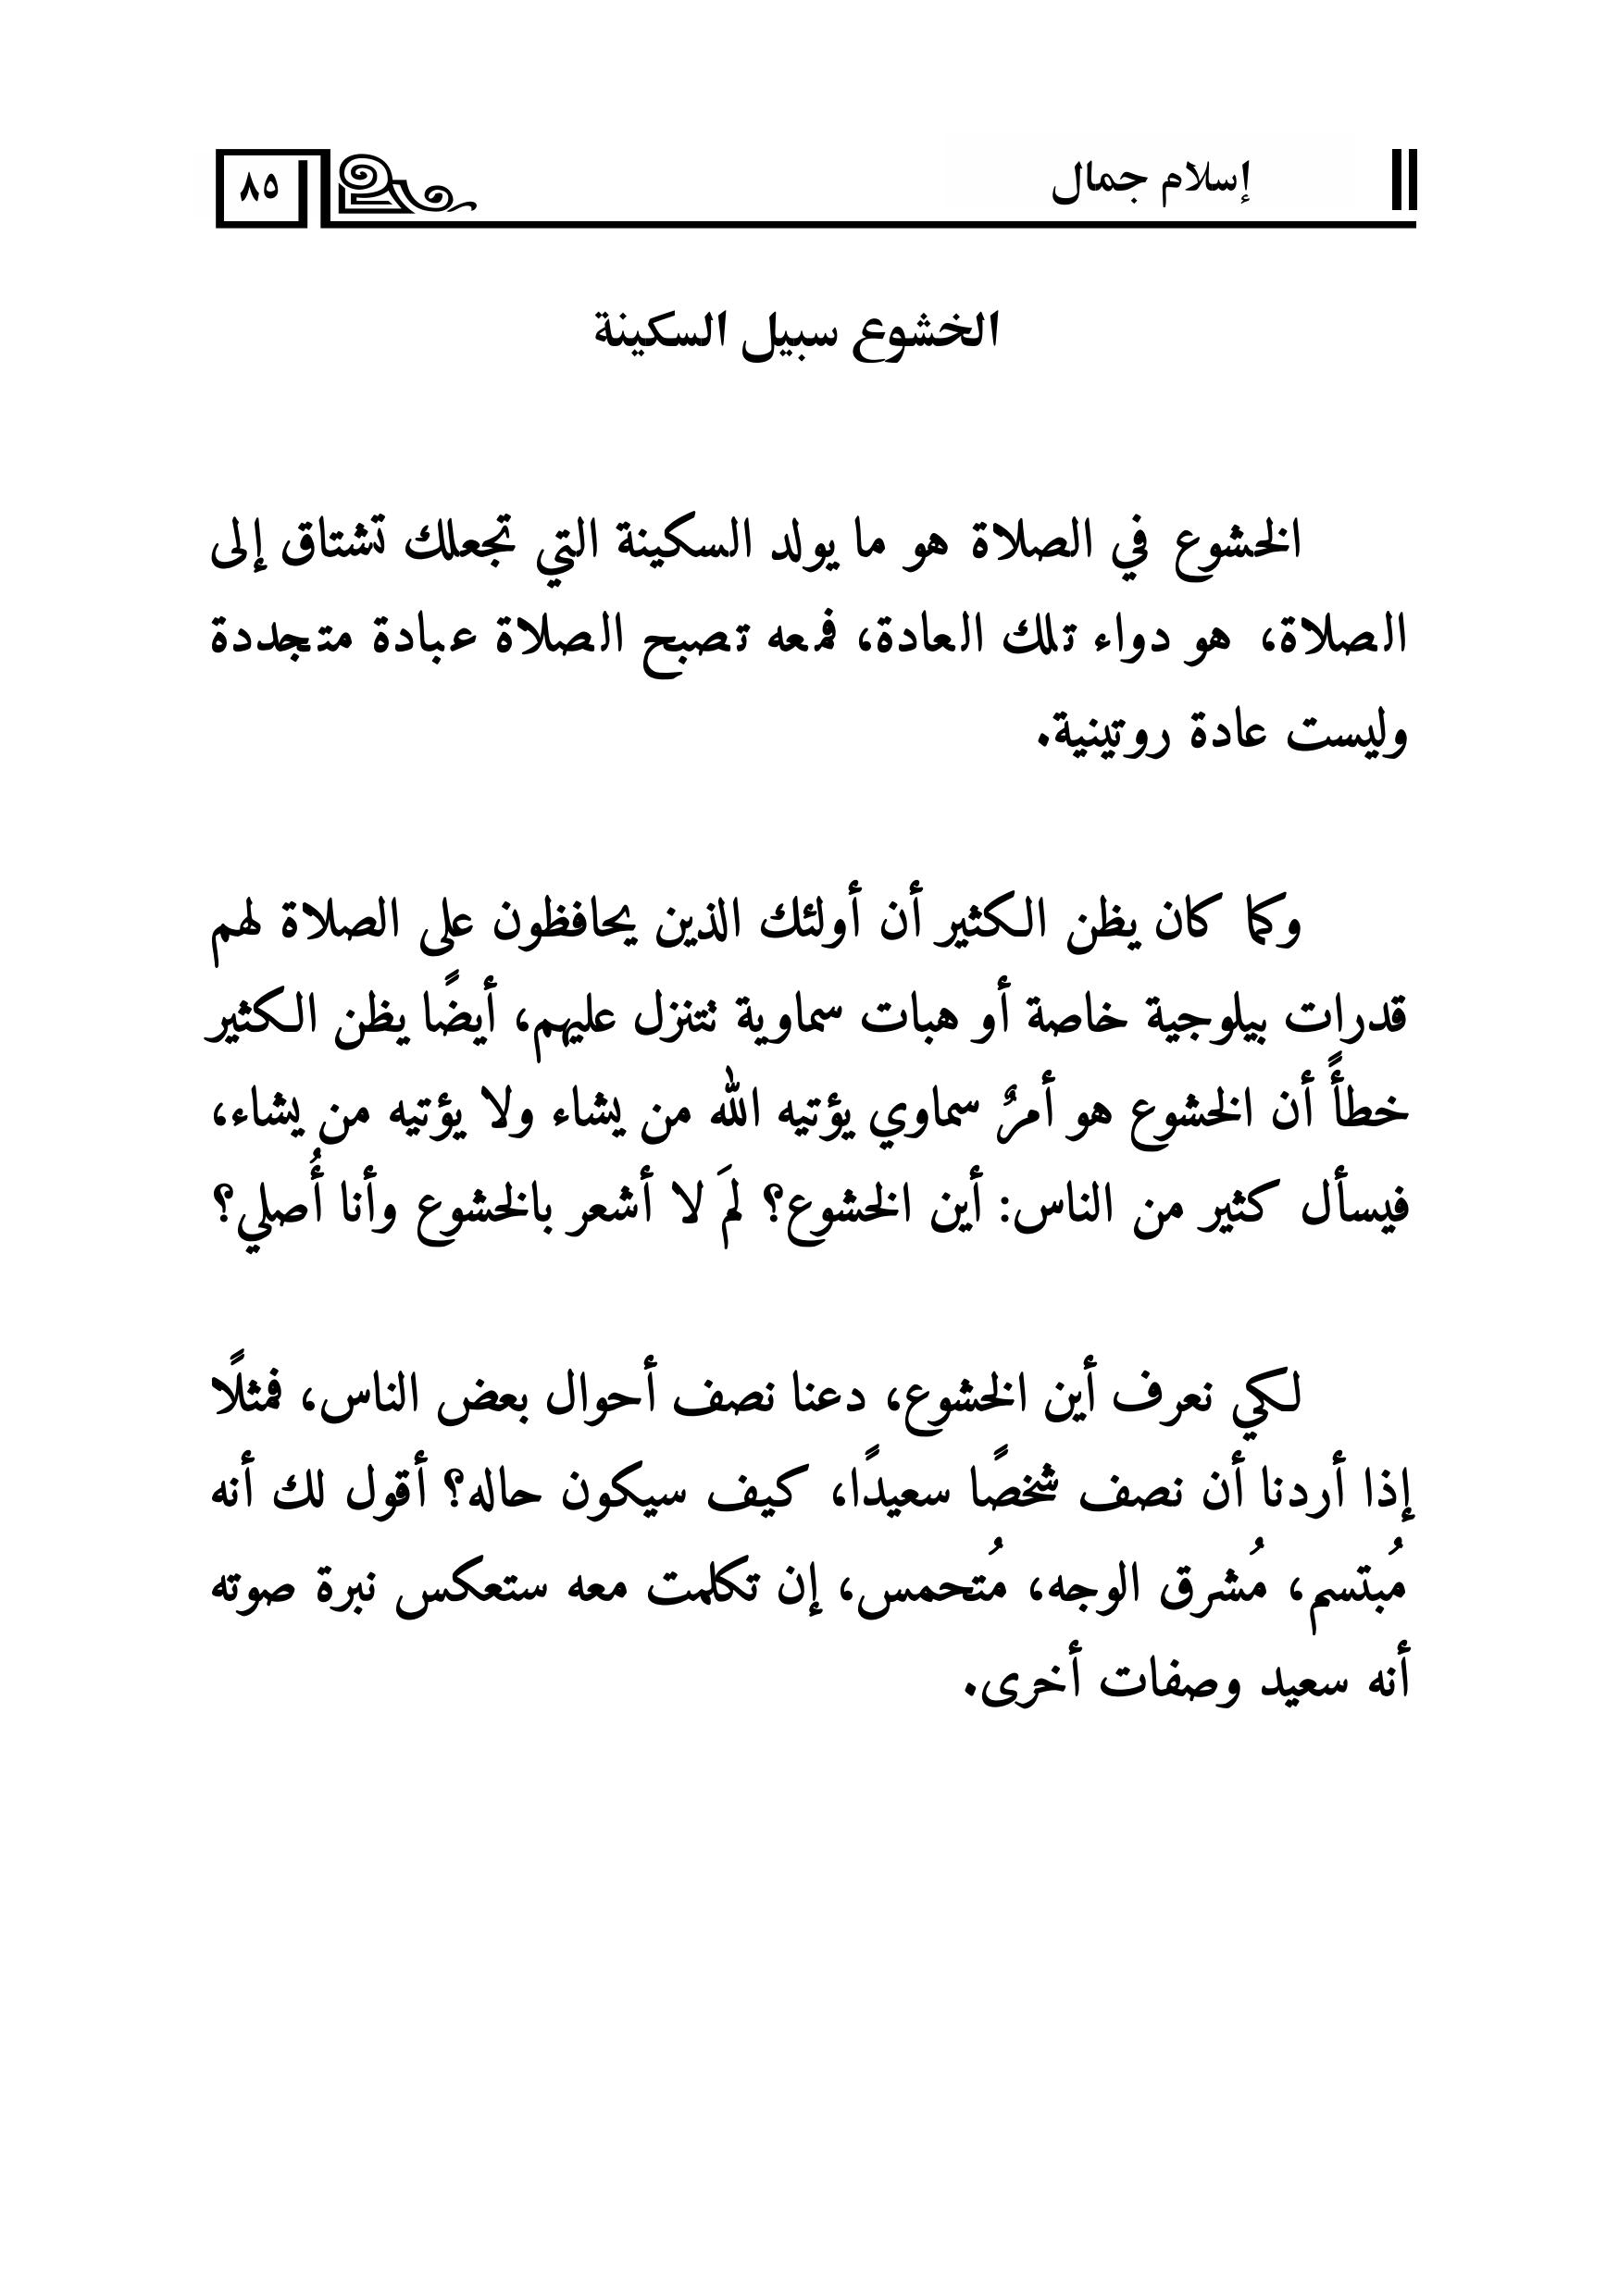 إسلام جمال
٨٥
الخشوع سبيل السكينة
الخشوع في الصلاة هو ما يولد السكينة التي تجعلك تشتاق إلى
الصلاة، هو دواء تلك العادة، فمعه تصبح الصلاة عبادة متجددة
وليست عادة روتينية.
وكما كان يظن الكثير أن أولئك الذين يحافظون على الصلاة لهم
قدرات بيلوجية خاصة أو هبات سماوية تتنزل عليهم، أيضًا يظن الكثير
خطأً أن الخشوع هو أمرٌ سماوي يؤتيه الله من يشاء ولا يؤتيه من يشاء،
فيسأل كثير من الناس: أين الخشوع؟ لمَ لا أشعر بالخشوع وأنا أُصلي؟
لكي نعرف أين الخشوع، دعنا نصف أحوال بعض الناس، فمثلًا
إذا أردنا أن نصف شخصًا سعيدًا، كيف سيكون حاله؟ أقول لك أنه
مُبتسم، مُشرق الوجه، مُتحمس، إن تكلمت معه ستعكس نبرة صوته
أنه سعيد وصفات أخرى.